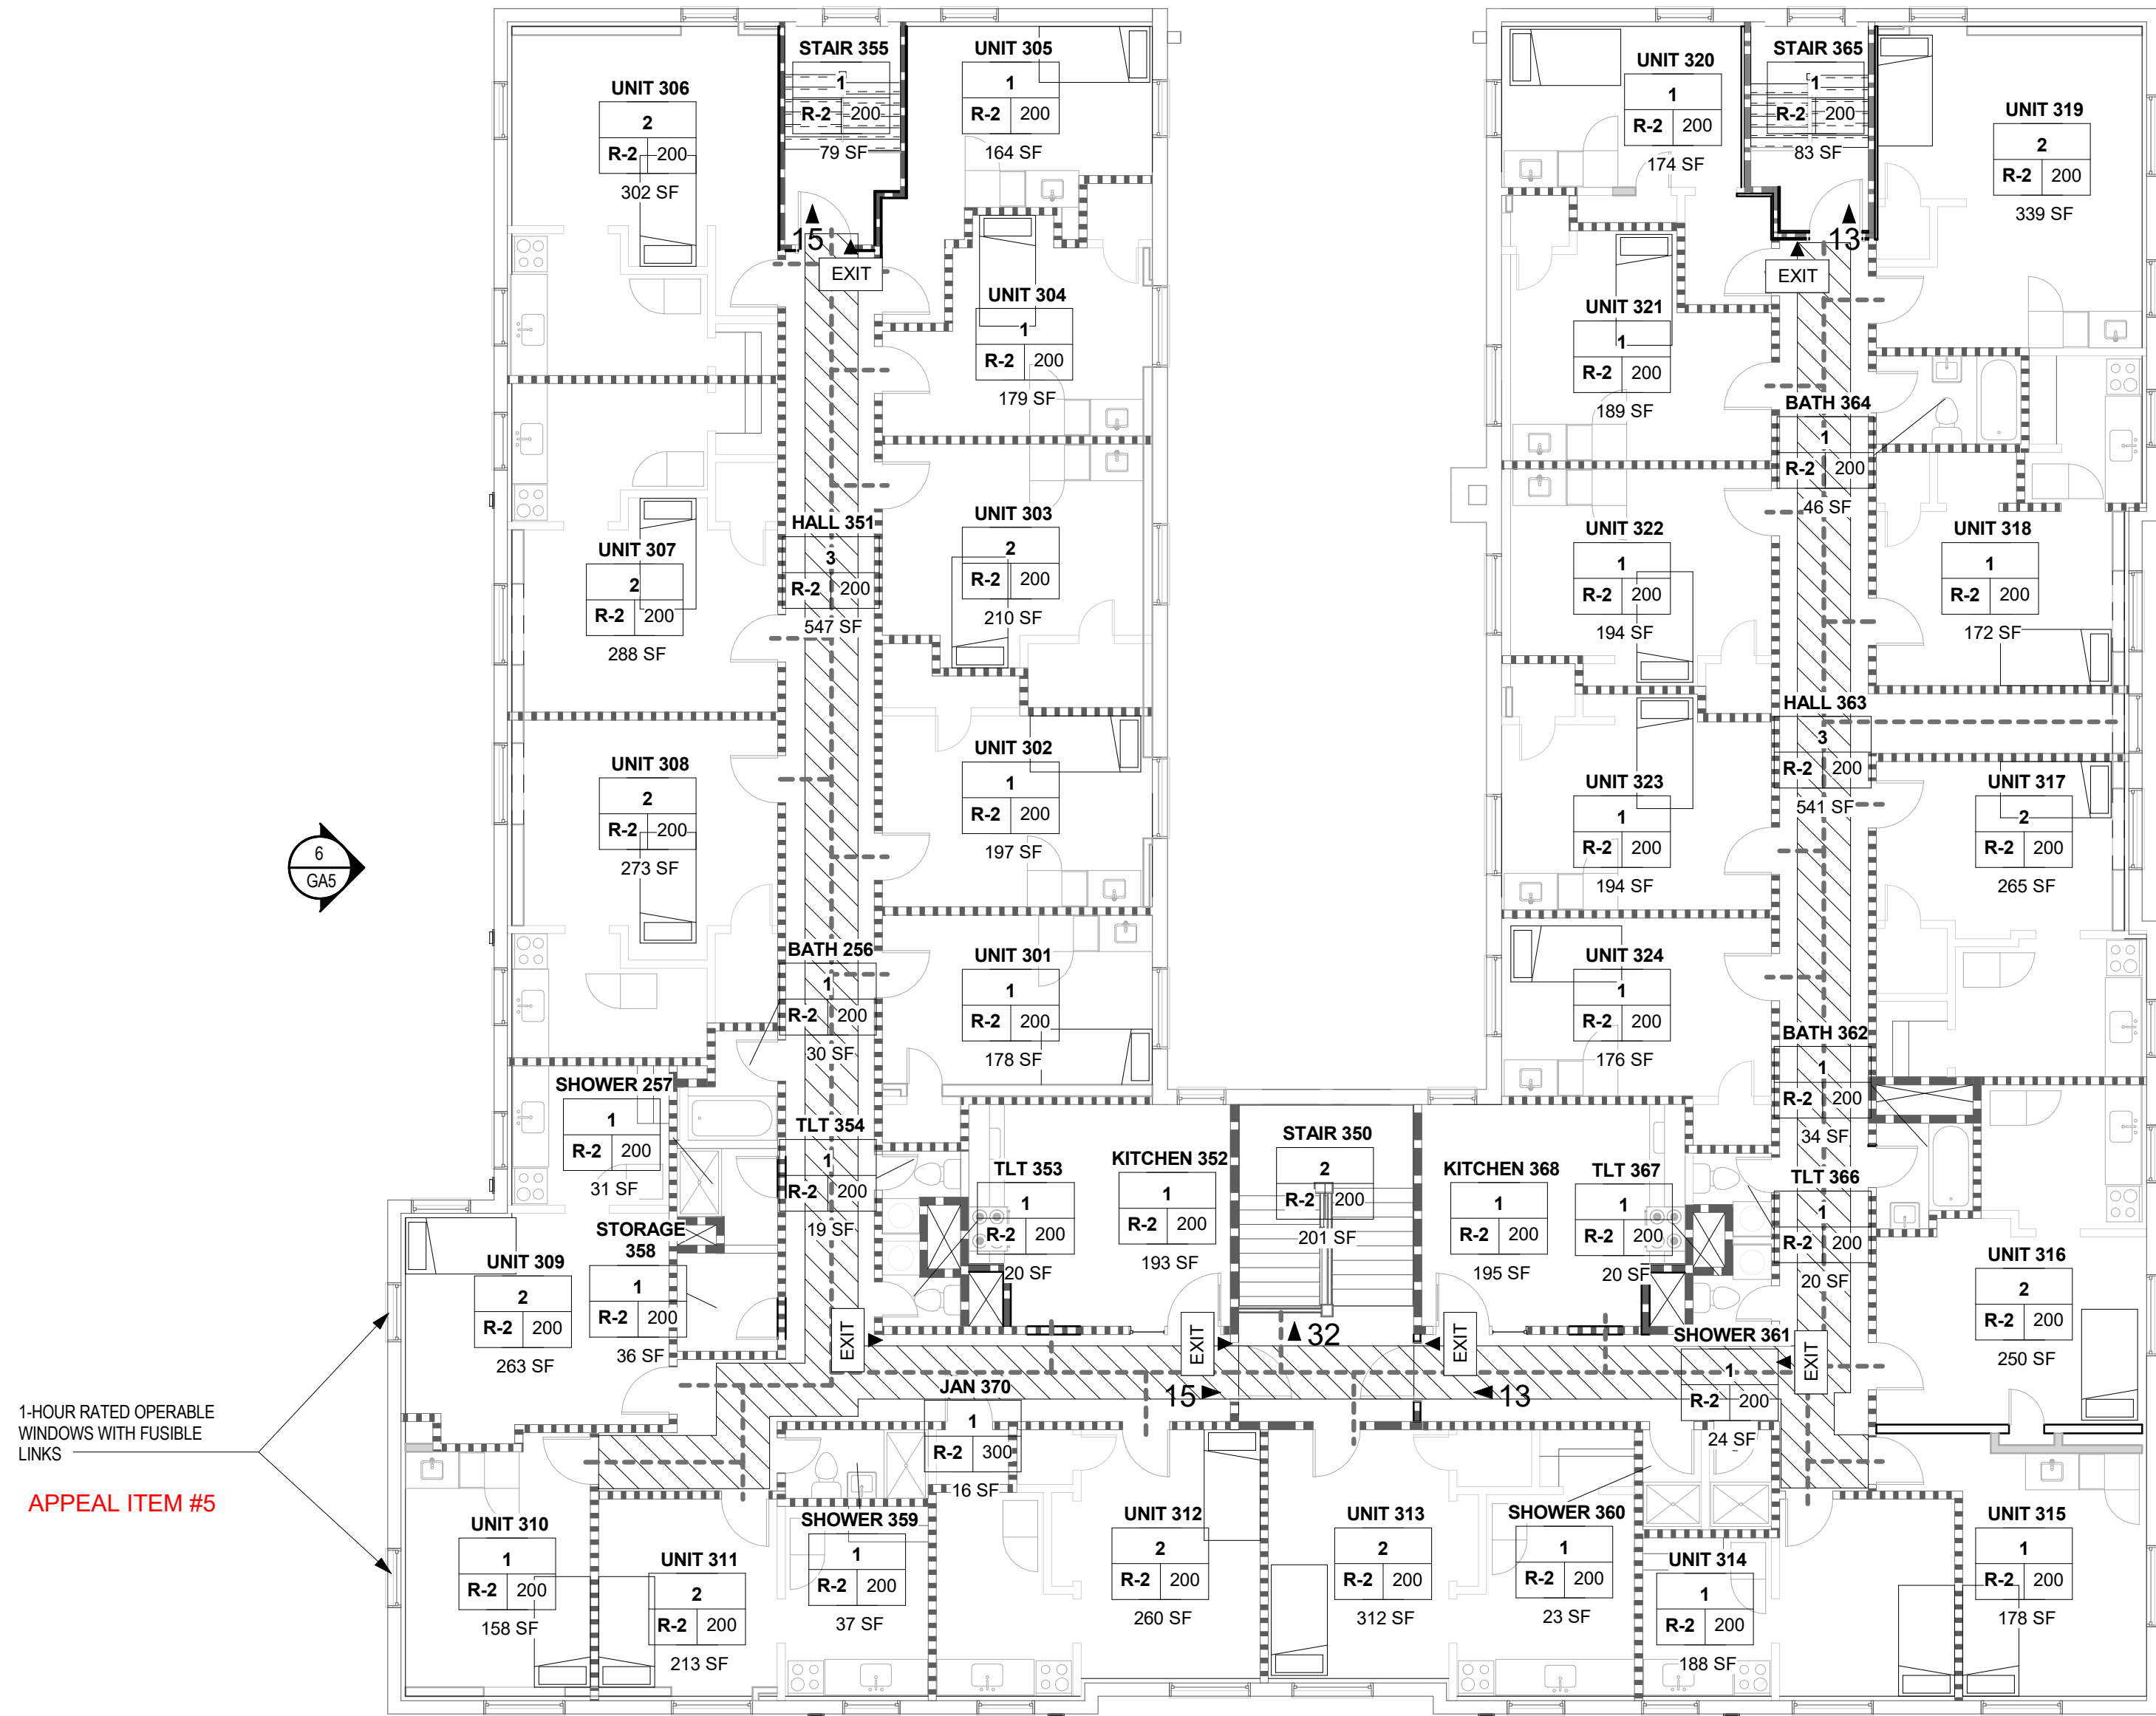 STAIR 355
1
R-2 200
79 SF
UNIT 305
1
R-2 200
164 SF
UNIT 306
2
R-2 200
302 SF
15
EXIT
UNIT 304
1
R-2 200
179 SF
HALL 351
3
R-2 200
547 SF
UNIT 303
2
R-2 200
210 SF
UNIT 307
2
R-2 200
288 SF
UNIT 302
1
R-2 200
197 SF
UNIT 308
2
R-2 200
273 SF
6
GA5
BATH 256
1
R-2 200
30 SF
UNIT 301
1
R-2 200
178 SF
SHOWER 257
1
R-2 200
31 SF
TLT 354
1
R-2 200
19 SF
TLT 353
1
R-2 200
20 SF
KITCHEN 352
1
R-2 200
193 SF
STAIR 350
2
R-2 200
201 SF
STORAGE
358
1
R-2 200
36 SF
UNIT 309
2
R-2 200
263 SF
EXIT
EXIT
32
EXIT
15
13
EXIT
JAN 370
1
R-2 300
16 SF
1-HOUR RATED OPERABLE
WINDOWS WITH FUSIBLE
LINKS
APPEAL ITEM #5
UNIT 310
1
R-2 200
158 SF
UNIT 311
2
R-2 200
213 SF
SHOWER 359
1
R-2 200
37 SF
UNIT 312
2
R-2 200
260 SF
UNIT 313
2
R-2 200
312 SF
SHOWER 360
1
R-2 200
23 SF
UNIT 314
1
R-2 200
188 SF
UNIT 315
1
R-2 200
178 SF
SHOWER 361
1
R-2 200
24 SF
UNIT 316
2
R-2 200
250 SF
KITCHEN 368
1
R-2 200
195 SF
TLT 367
1
R-2 200
20 SF
TLT 366
1
R-2 200
20 SF
BATH 362
1
R-2 200
34 SF
UNIT 324
1
R-2 200
176 SF
UNIT 317
2
R-2 200
265 SF
UNIT 323
1
R-2 200
194 SF
HALL 363
3
R-2 200
541 SF
UNIT 322
1
R-2 200
194 SF
UNIT 318
1
R-2 200
172 SF
BATH 364
1
R-2 200
46 SF
UNIT 321
1
R-2 200
189 SF
EXIT
13
UNIT 320
1
R-2 200
174 SF
STAIR 365
1
R-2 200
83 SF
UNIT 319
2
R-2 200
339 SF